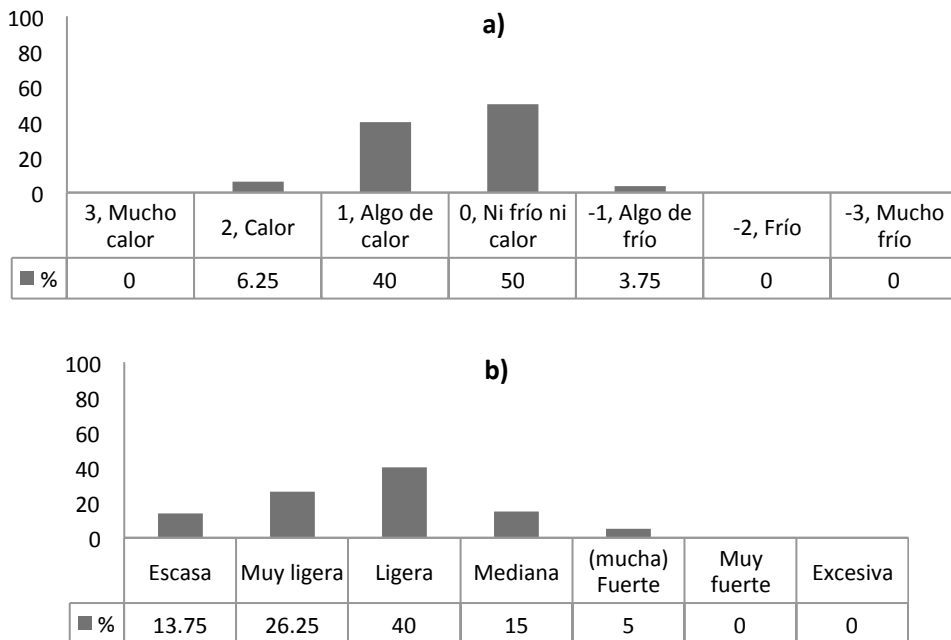 a)
100
80
60
40
20
0
3, Mucho calor
2, Calor
1, Algo de calor
0, Ni frío ni calor
-1, Algo de frío
-2, Frío
-3, Mucho frío
% 0 6.25 40 50 3.75 0 0
b)
100
80
60
40
20
0
Escasa
Muy ligera
Ligera
Mediana
(mucha) Fuerte
Muy fuerte
Excesiva
% 13.75 26.25 40 15 5 0 0